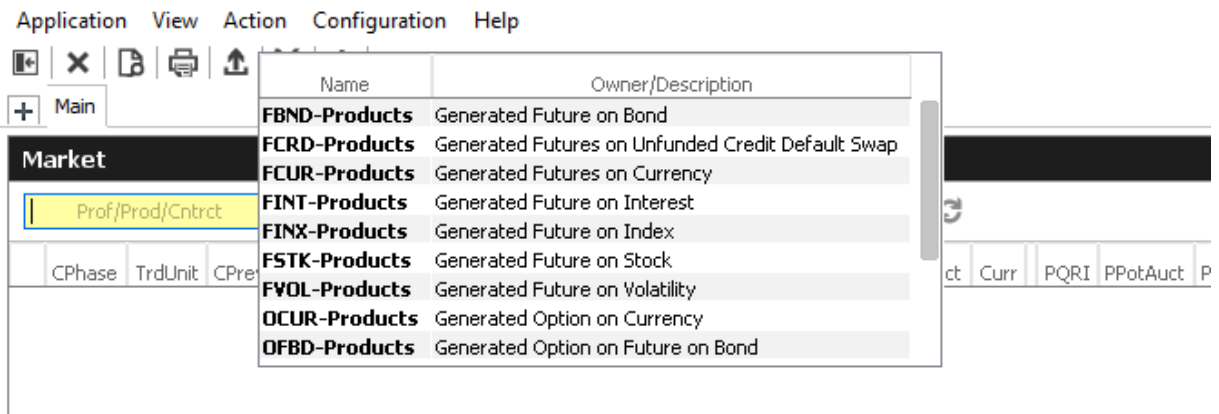 Application View Action Configuration Help
Name Owner/Description
Main
FBND-Products Generated Future on Bond
FCRD-Products Generated Futures on Unfunded Credit Default Swap
Market
FCUR-Products Generated Futures on Currency
Prof/Prod/Cntrct
FINT-Products Generated Future on Interest
FINX-Products Generated Future on Index
FSTK-Products Generated Future on Stock
CPhase TrdUnit CPre ct Curr PQRI PPotAuct P
FVOL-Products Generated Future on Volatility
OCUR-Products Generated Option on Currency
OFBD-Products Generated Option on Future on Bond